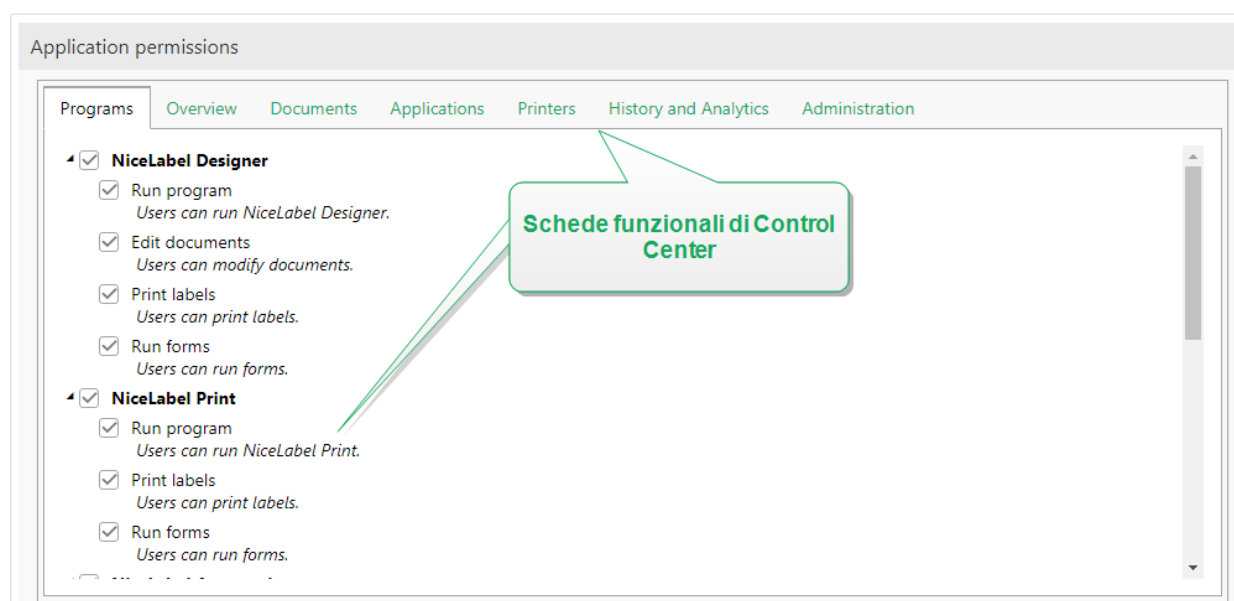 Application permissions
Programs Overview Documents Applications Printers History and Analytics Administration
NiceLabel Designer
Run program
Users can run NiceLabel Designer.
Edit documents
Users can modify documents.
Print labels
Users can print labels.
Run forms
Users can run forms.
NiceLabel Print
Run program
Users can run NiceLabel Print.
Print labels
Users can print labels.
Run forms
Users can run forms.
Schede funzionali di Control
Center